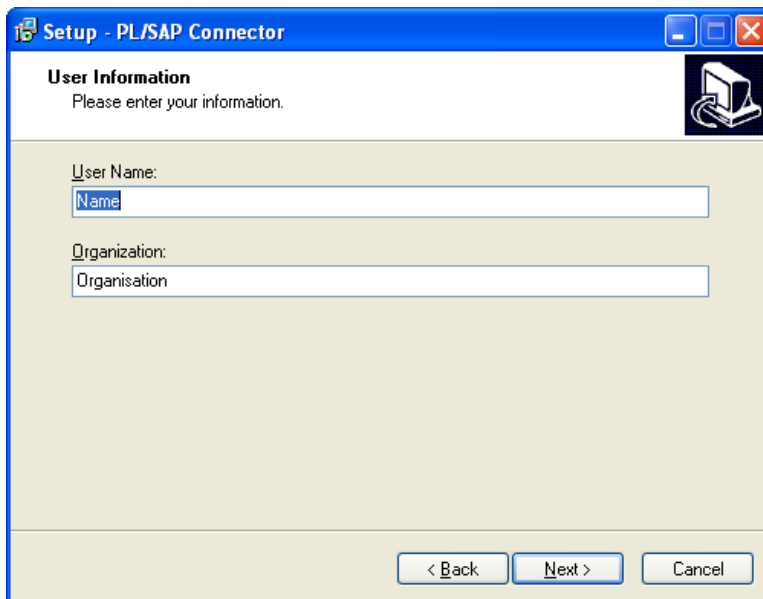 Setup - PL/SAP Connector
User Information
Please enter your information.
User Name:
Name
Organization:
Organisation
< Back Next > Cancel